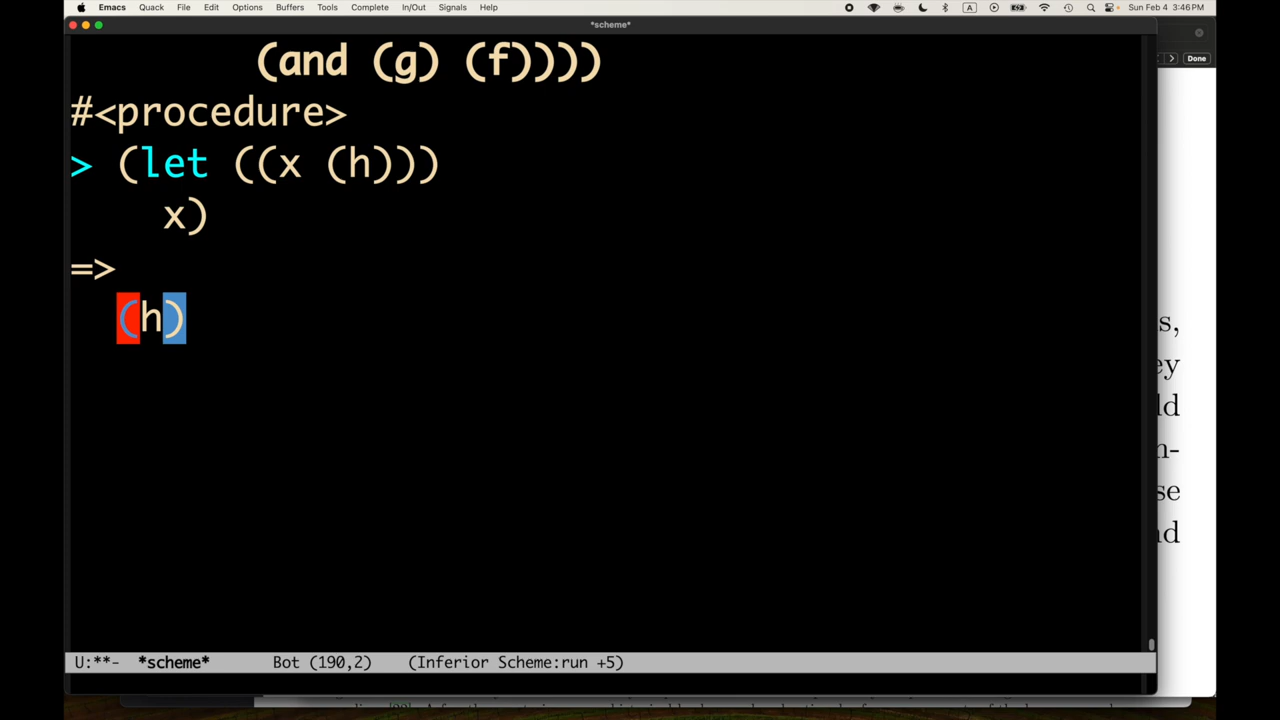 Emacs Quack File Edit Options Buffers Tools Complete In/Out Signals Help A Sun Feb 4 3:46 PM
*scheme*
Done
(and (g) (f))))
#<procedure>
> (let ((x (h)))
x)
=>
(h)
s,
ey
ld
n-
se
nd
U:**- *scheme* Bot (190,2) (Inferior Scheme:run +5)